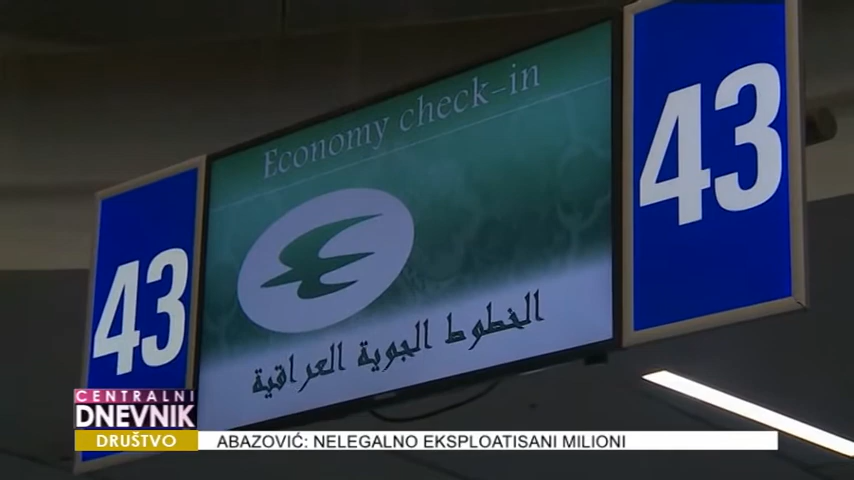 43
Economy check-in
الخطوط الجوية العراقية
43
CENTRALNI
DNEVNIK
DRUŠTVO
ABAZOVIĆ: NELEGALNO EKSPLOATISANI MILIONI